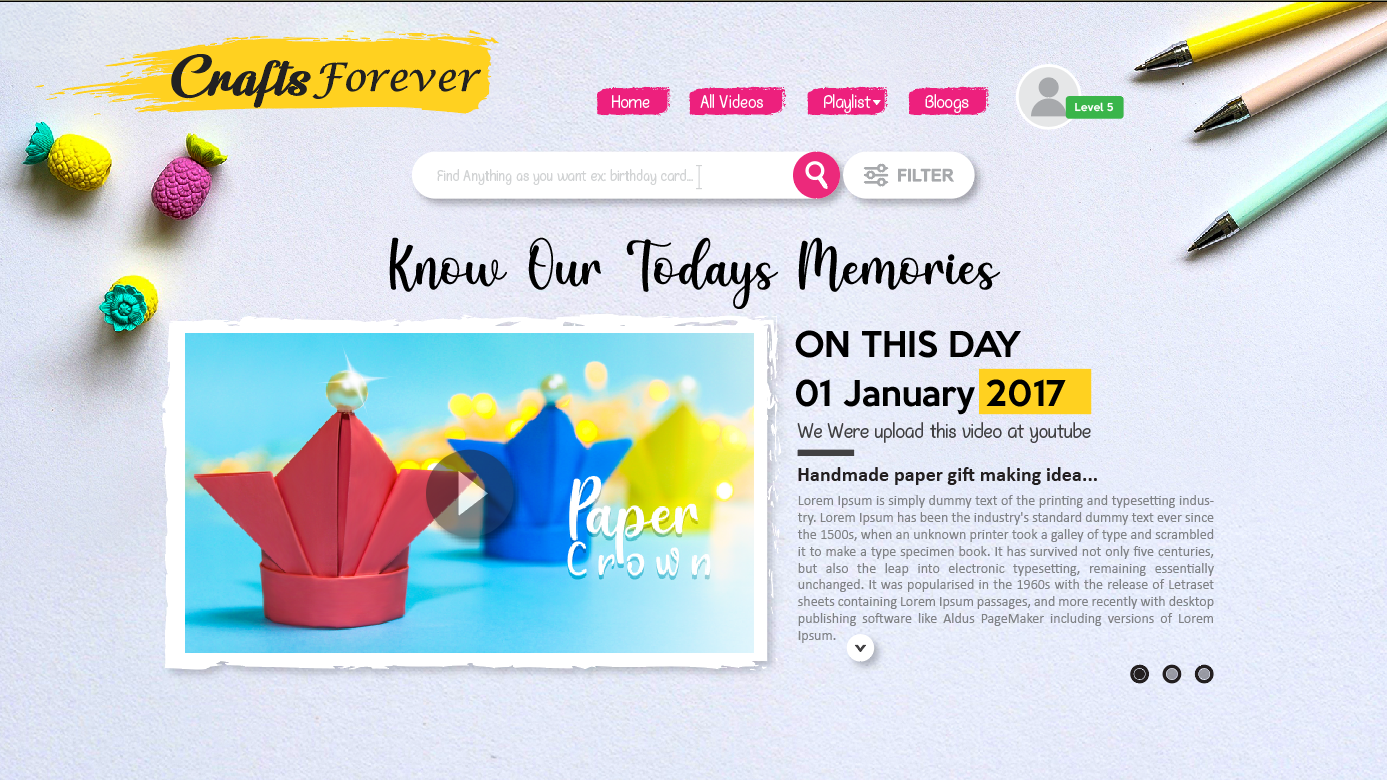 Crafts Forever
Home
All Videos
Playlist
Bloogs
Level 5
Find Anything as you want ex: birthday card...
FILTER
Know Our Todays Memories
ON THIS DAY
01 January 2017
We Were upload this video at youtube
Handmade paper gift making idea...
Lorem Ipsum is simply dummy text of the printing and typesetting indus-
try. Lorem Ipsum has been the industry's standard dummy text ever since
the 1500s, when an unknown printer took a galley of type and scrambled
it to make a type specimen book. It has survived not only five centuries,
but also the leap into electronic typesetting, remaining essentially
unchanged. It was popularised in the 1960s with the release of Letraset
sheets containing Lorem Ipsum passages, and more recently with desktop
publishing software like Aldus PageMaker including versions of Lorem
Ipsum.
Paper
Crown